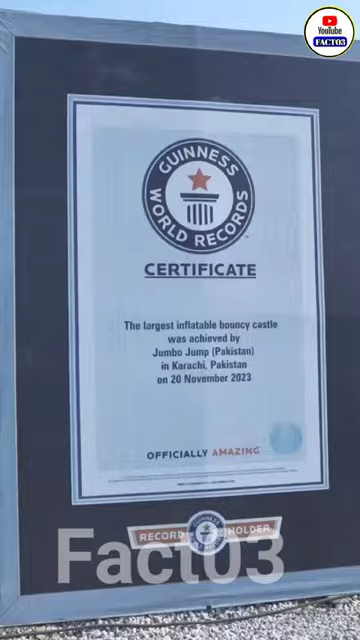 YouTube
FACT03
GUINNESS
WORLD RECORDS
CERTIFICATE
The largest inflatable bouncy castle
was achieved by
Jumbo Jump (Pakistan)
in Karachi, Pakistan
on 20 November 2023
OFFICIALLY AMAZING
RECORD HOLDER
Fact03